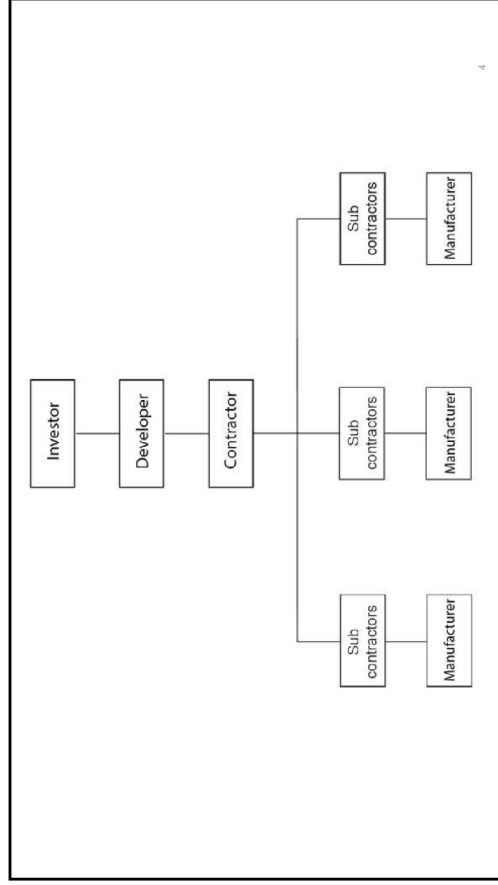 Investor
Developer
Contractor
Sub
contractors
Sub
contractors
Sub
contractors
Manufacturer
Manufacturer
Manufacturer
4